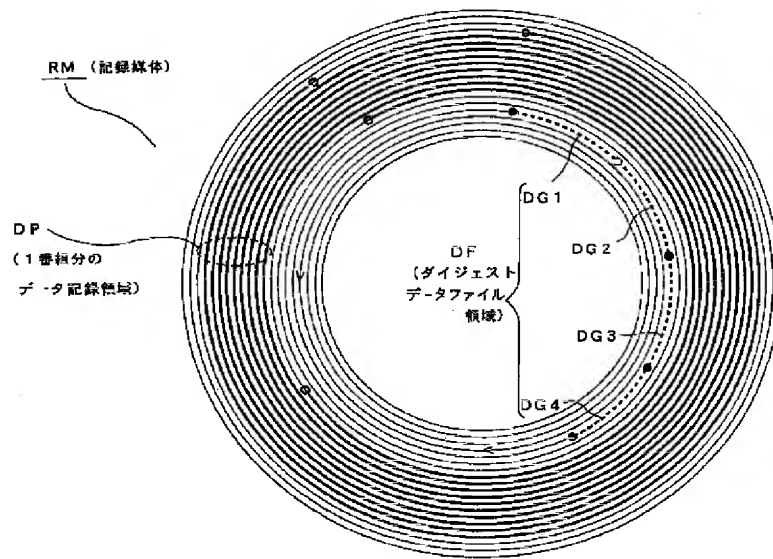 RM (記録媒体)
DP
(1番組分の
データ記録領域)
DF
(ダイジェスト
データファイル
領域)
DG1
DG2
DG3
DG4